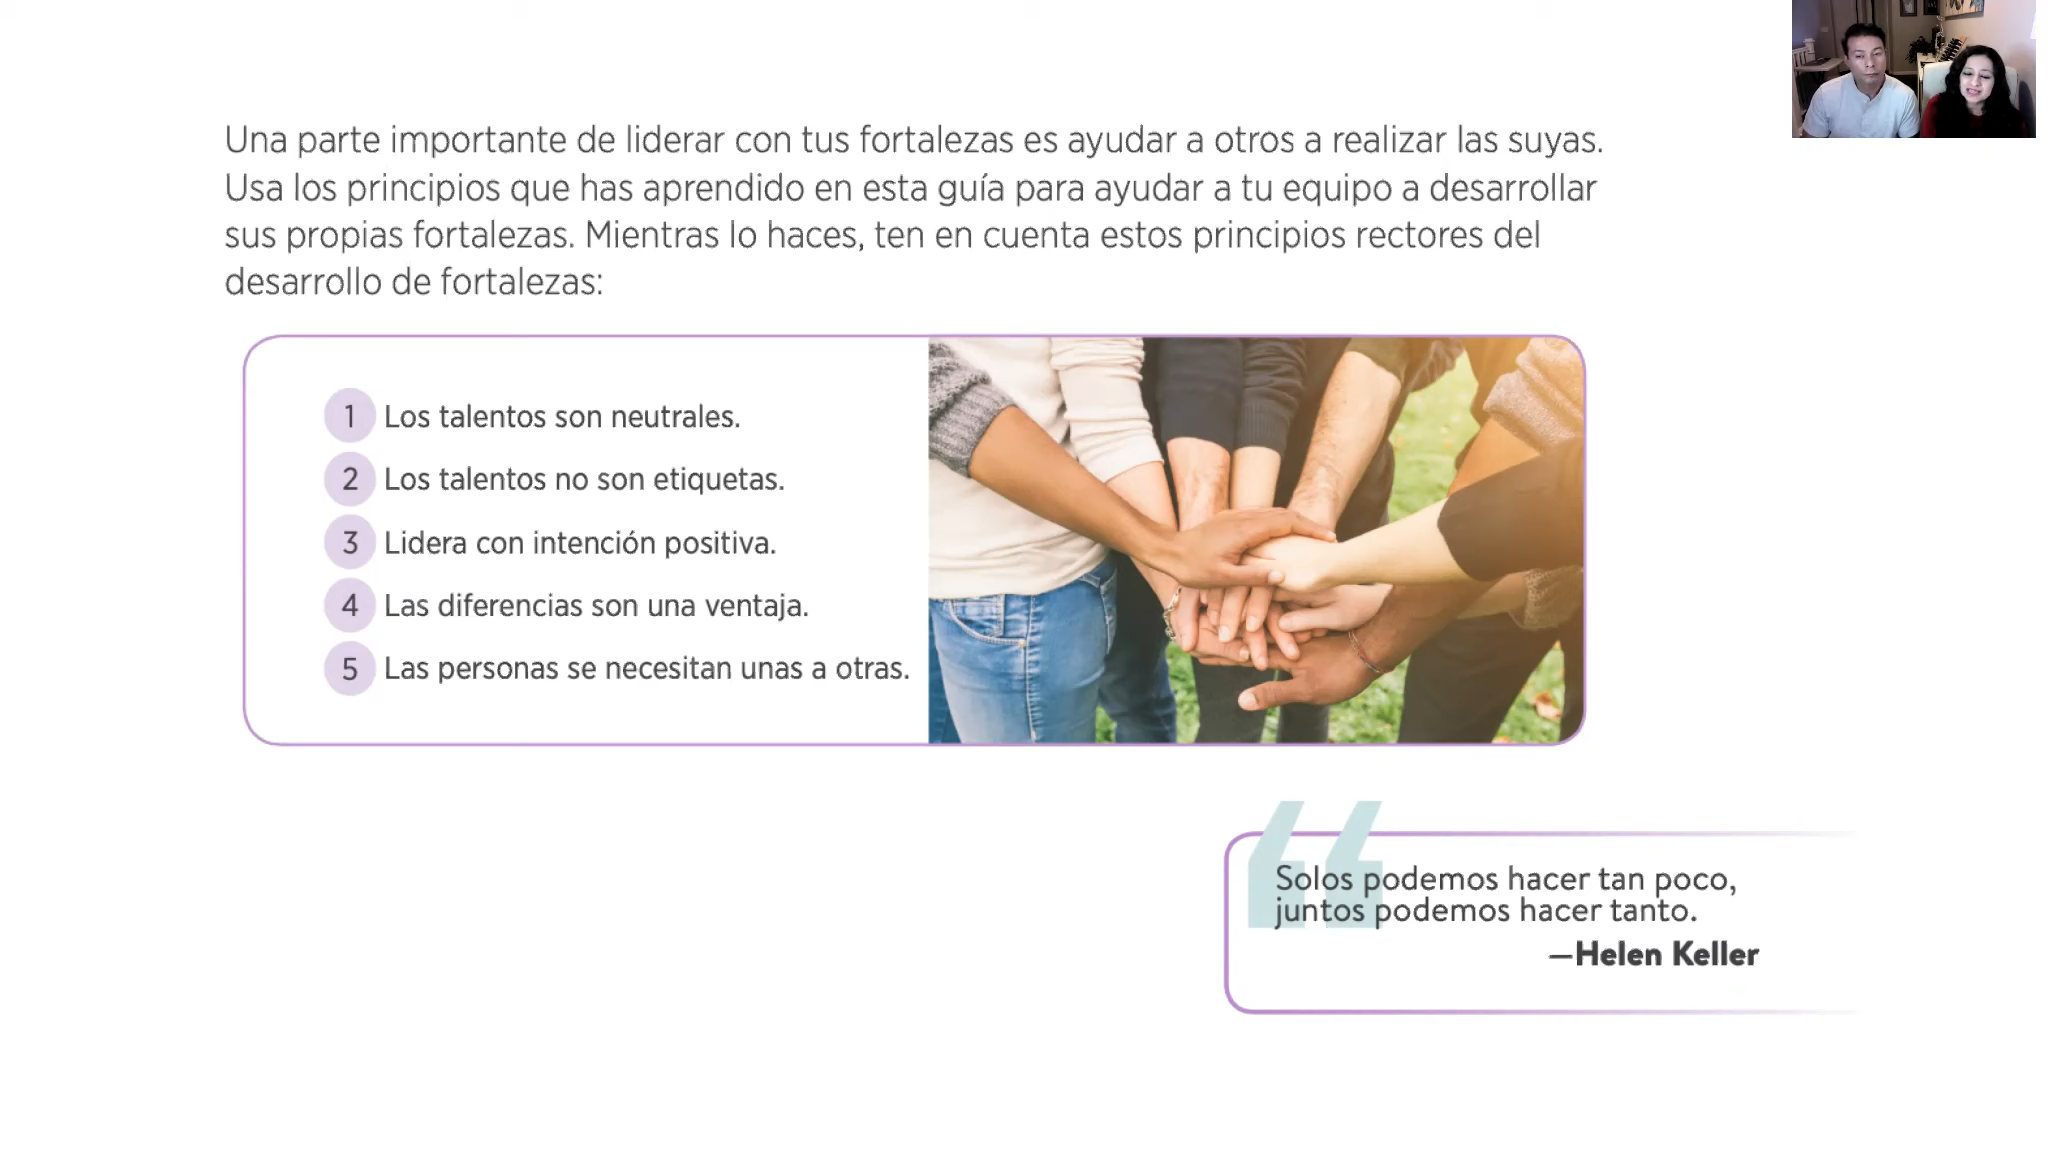 Una parte importante de liderar con tus fortalezas es ayudar a otros a realizar las suyas.
Usa los principios que has aprendido en esta guía para ayudar a tu equipo a desarrollar
sus propias fortalezas. Mientras lo haces, ten en cuenta estos principios rectores del
desarrollo de fortalezas:
1 Los talentos son neutrales.
2 Los talentos no son etiquetas.
3 Lidera con intención positiva.
4 Las diferencias son una ventaja.
5 Las personas se necesitan unas a otras.
Solos podemos hacer tan poco,
juntos podemos hacer tanto.
—Helen Keller